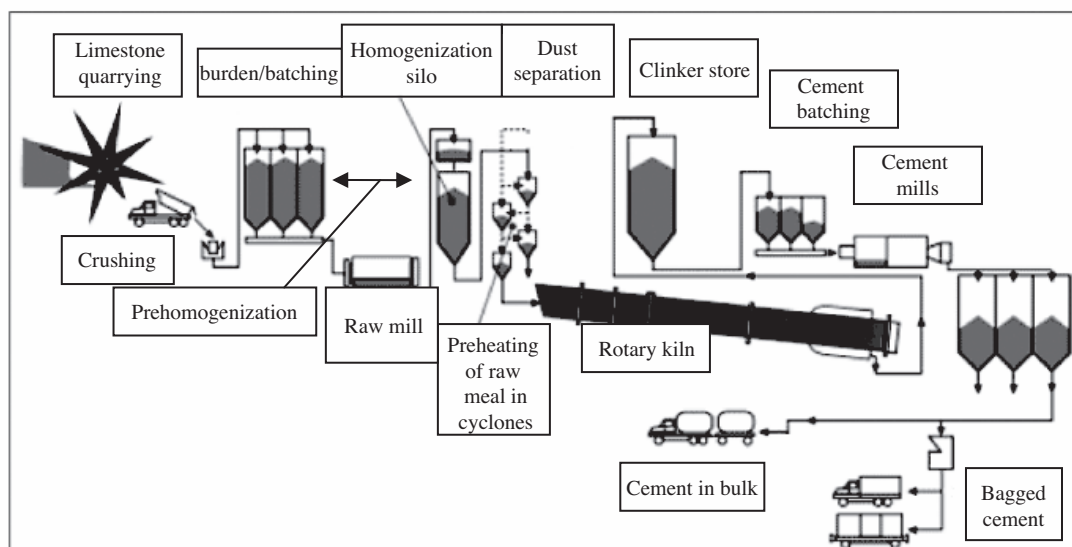 Limestone
quarrying
burden/batching
Homogenization
silo
Dust
separation
Clinker store
Cement
batching
Cement
mills
Crushing
Prehomogenization
Raw mill
Preheating
of raw
meal in
cyclones
Rotary kiln
Cement in bulk
Bagged
cement